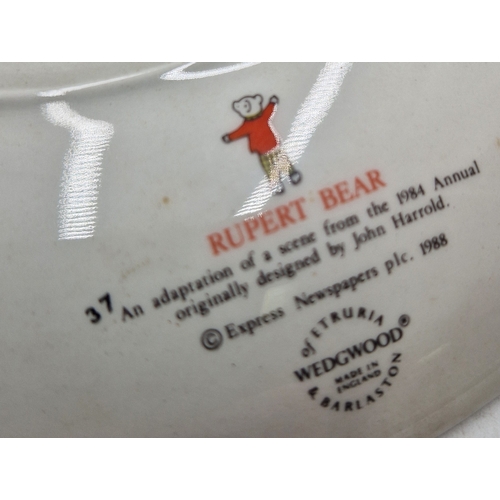 RUPERT BEAR
37 An adaptation of a scene from the 1984 Annual
originally designed by John Harrold.
© Express Newspapers plc. 1988
of ETRURIA
WEDGWOOD®
MADE IN
ENGLAND
& BARLASTON